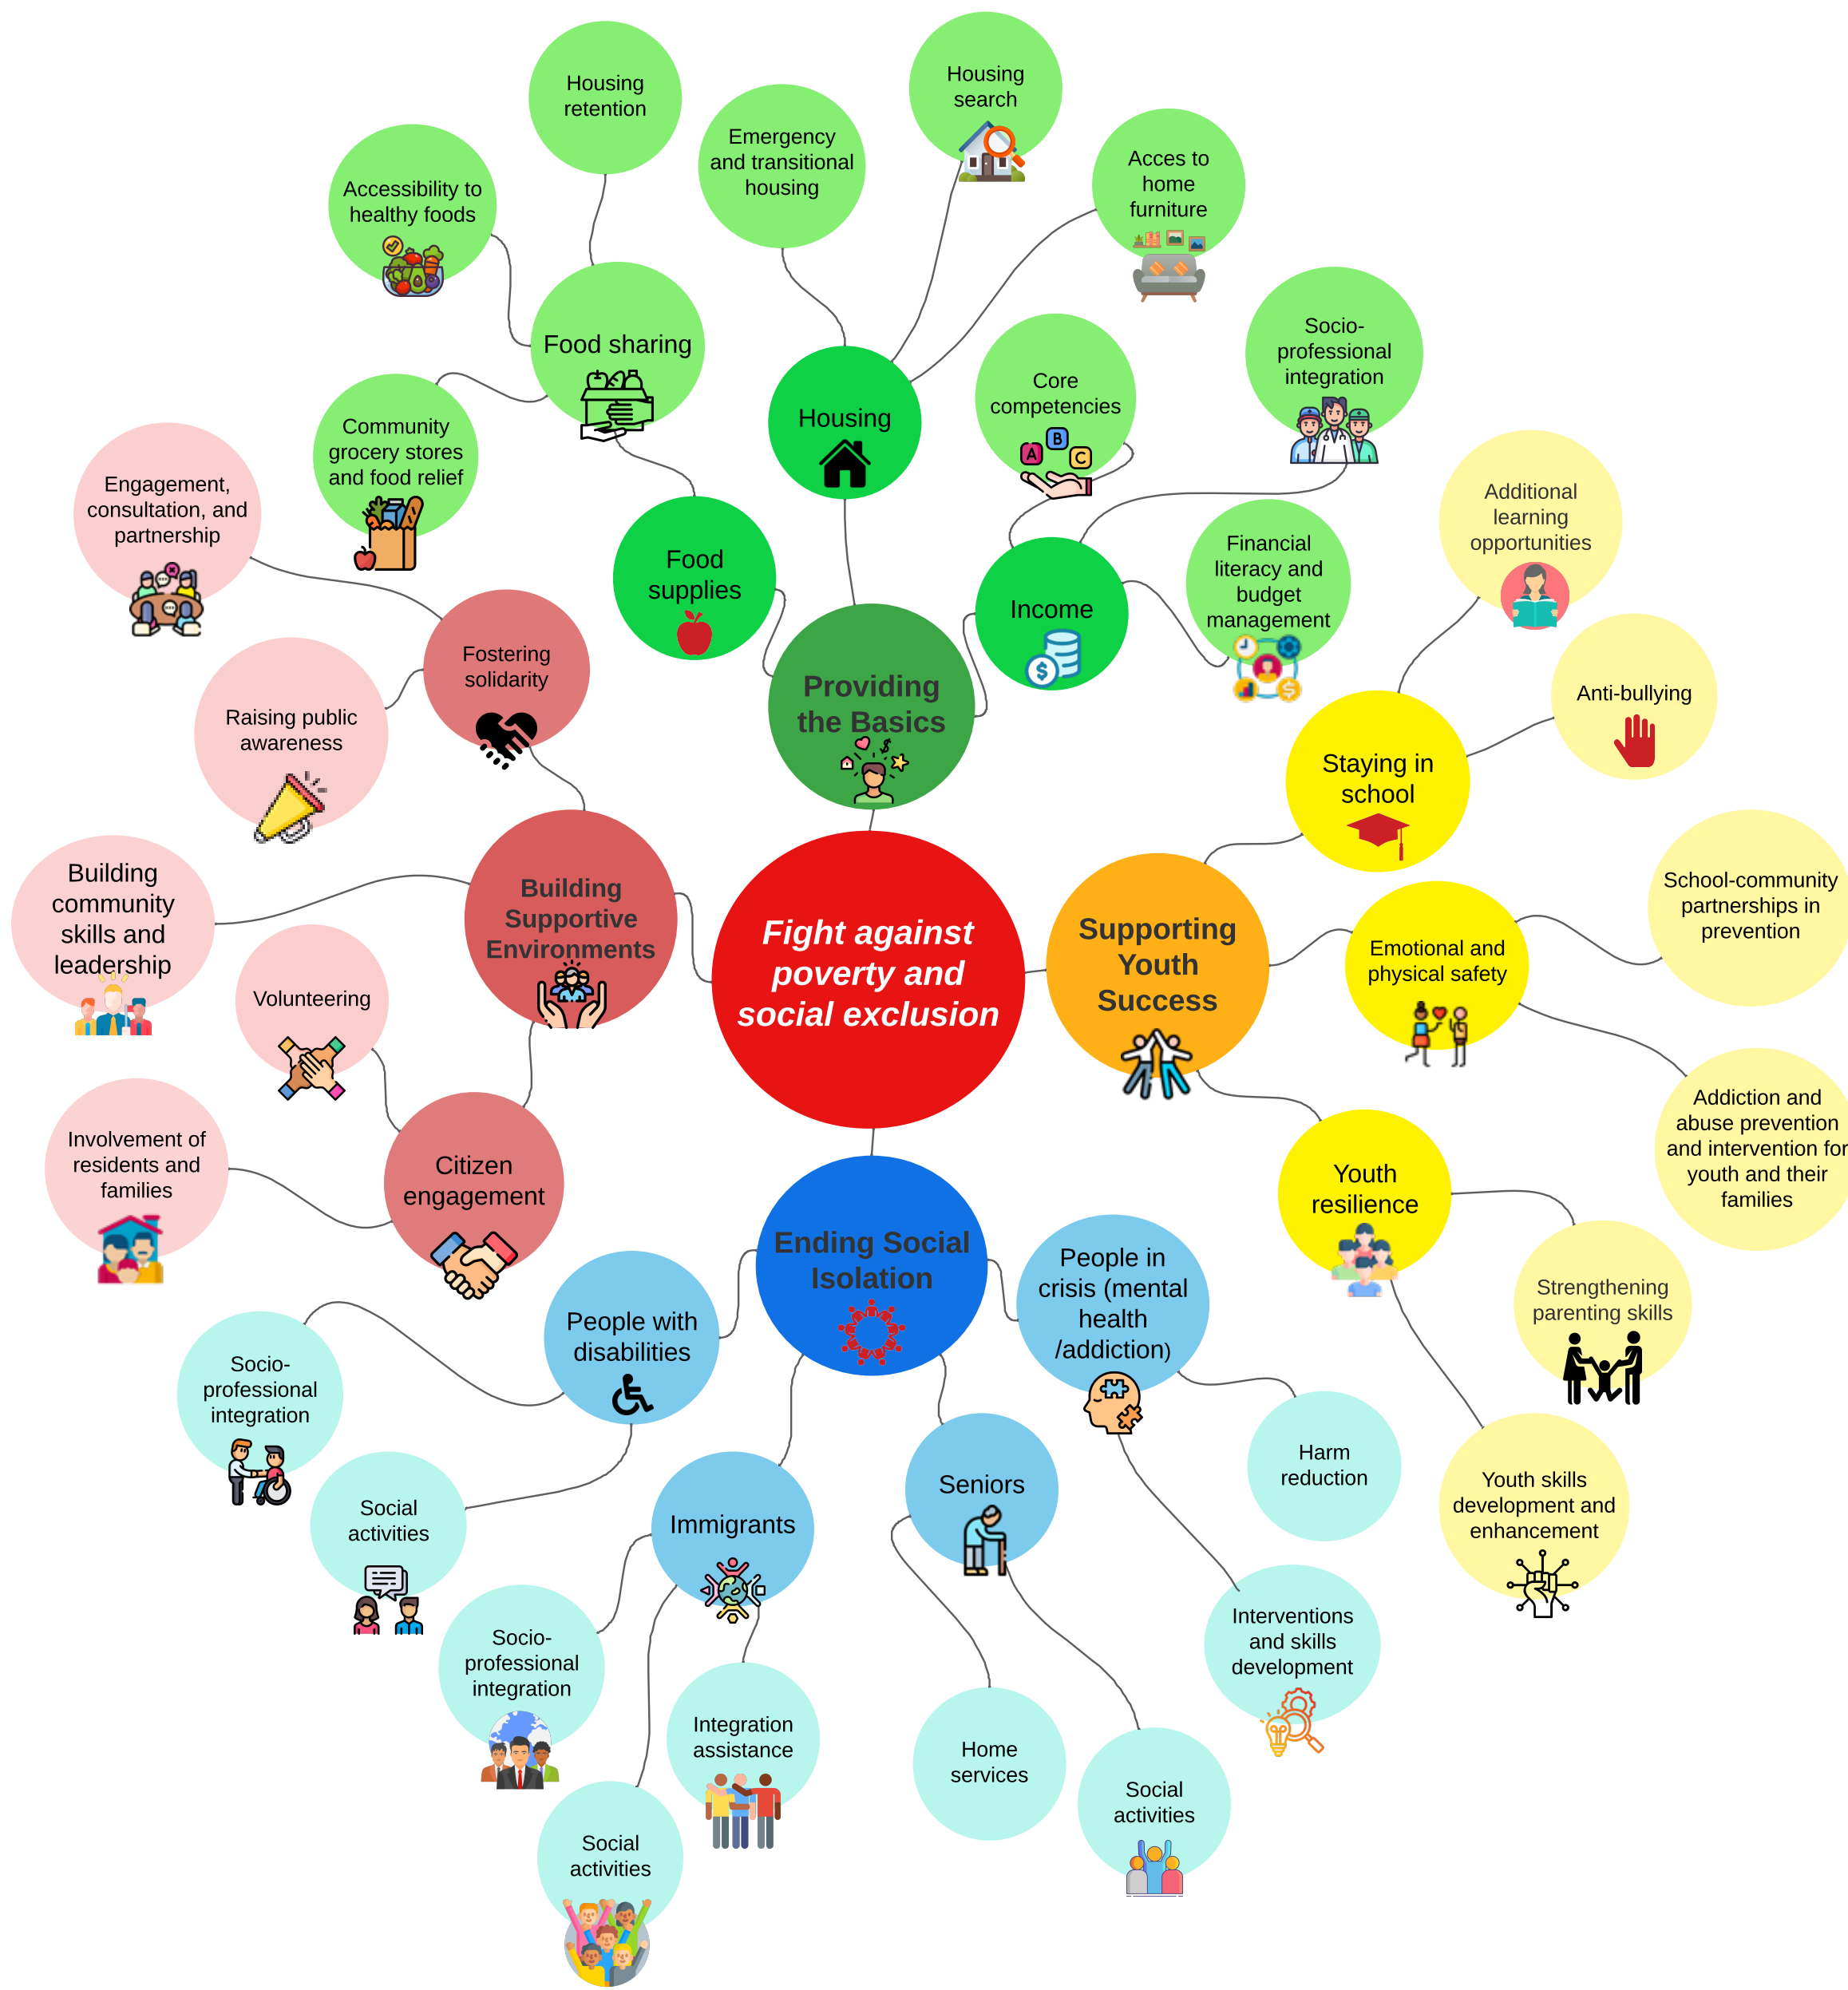 Housing
retention
Housing
search
Emergency
and transitional
housing
Acces to
home
furniture
Accessibility to
healthy foods
Food sharing
Socio-
professional
integration
Core
competencies
A
B
C
Housing
Community
grocery stores
and food relief
Engagement,
consultation, and
partnership
Additional
learning
opportunities
Food
supplies
Income
$
Financial
literacy and
budget
management
$
Fostering
solidarity
Providing
the Basics
$
Raising public
awareness
Anti-bullying
Staying in
school
Building
community
skills and
leadership
Building
Supportive
Environments
Fight against
poverty and
social exclusion
Supporting
Youth
Success
Emotional and
physical safety
School-community
partnerships in
prevention
Volunteering
Addiction and
abuse prevention
and intervention for
youth and their
families
Involvement of
residents and
families
Citizen
engagement
Youth
resilience
Ending Social
Isolation
People in
crisis (mental
health
/addiction)
Strengthening
parenting skills
People with
disabilities
Socio-
professional
integration
Harm
reduction
Seniors
Youth skills
development and
enhancement
Social
activities
Immigrants
Interventions
and skills
development
Socio-
professional
integration
Integration
assistance
Home
services
Social
activities
Social
activities